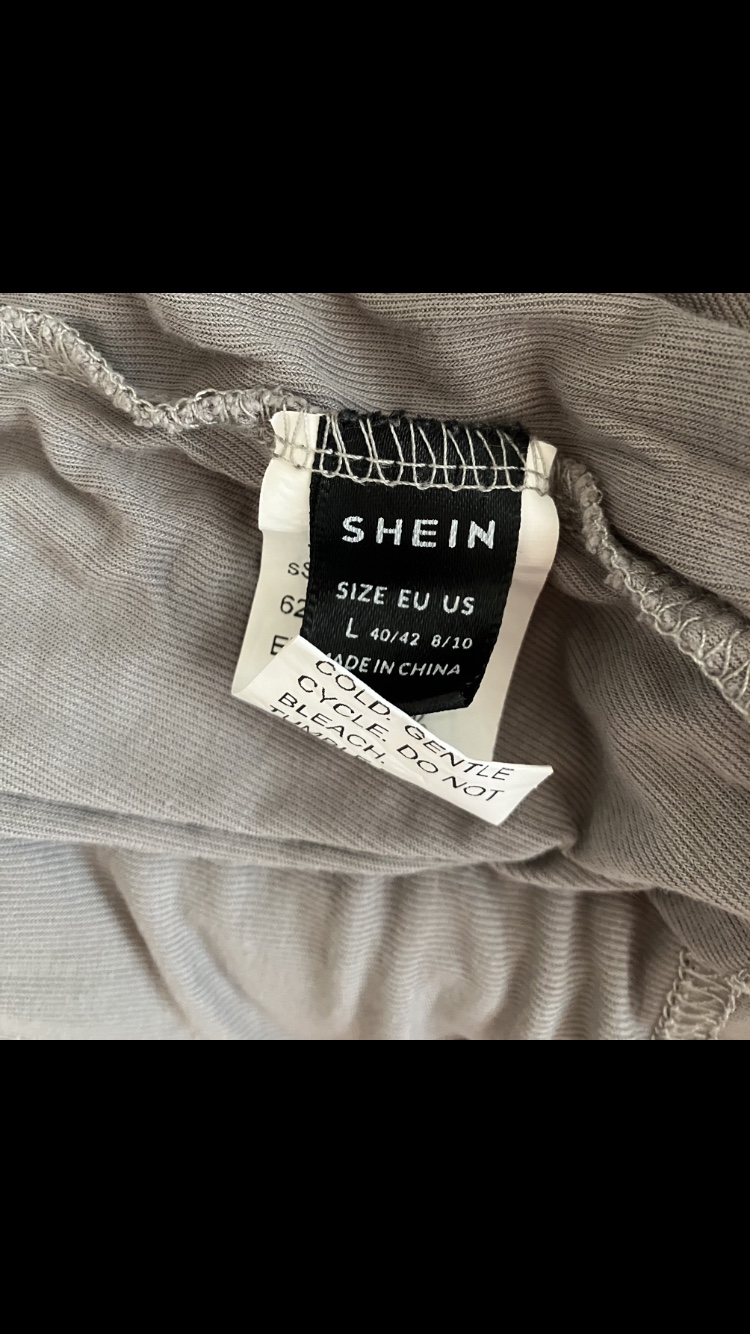 SHEIN
SIZE EU US
L 40/42 8/10
MADE IN CHINA
COLD. GENTLE
CYCLE. DO NOT
BLEACH.